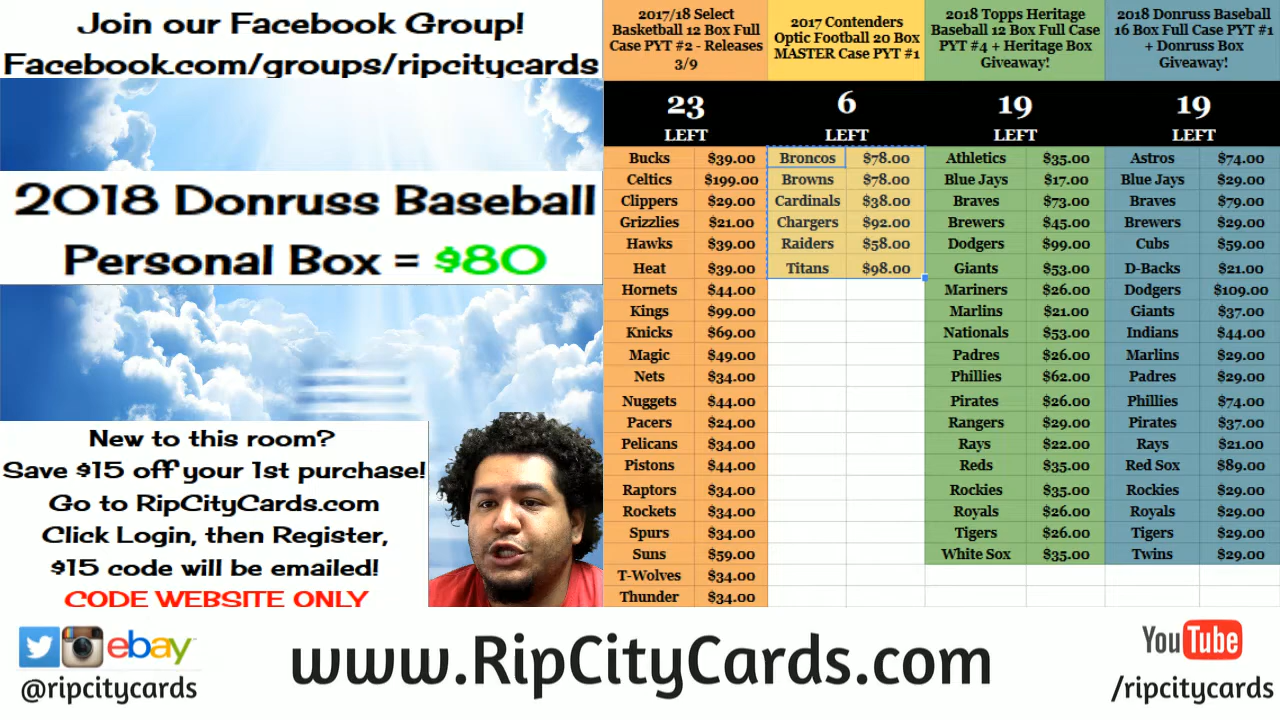 Join our Facebook Group!
Facebook.com/groups/ripcitycards
2018 Donruss Baseball
Personal Box = $80
New to this room?
Save $15 off your 1st purchase!
Go to RipCityCards.com
Click Login, then Register,
$15 code will be emailed!
CODE WEBSITE ONLY
2017/18 Select
Basketball 12 Box Full
Case PYT #2 - Releases
3/9
23
LEFT
Bucks $39.00
Celtics $199.00
Clippers $29.00
Grizzlies $21.00
Hawks $39.00
Heat $39.00
Hornets $44.00
Kings $99.00
Knicks $69.00
Magic $49.00
Nets $34.00
Nuggets $44.00
Pacers $24.00
Pelicans $34.00
Pistons $44.00
Raptors $34.00
Rockets $34.00
Spurs $34.00
Suns $59.00
T-Wolves $34.00
Thunder $34.00
2017 Contenders
Optic Football 20 Box
MASTER Case PYT #1
6
LEFT
Broncos $78.00
Browns $78.00
Cardinals $38.00
Chargers $92.00
Raiders $58.00
Titans $98.00
2018 Topps Heritage
Baseball 12 Box Full Case
PYT #4 + Heritage Box
Giveaway!
19
LEFT
Athletics $35.00
Blue Jays $17.00
Braves $73.00
Brewers $45.00
Dodgers $99.00
Giants $53.00
Mariners $26.00
Marlins $21.00
Nationals $53.00
Padres $26.00
Phillies $62.00
Pirates $26.00
Rangers $29.00
Rays $22.00
Reds $35.00
Rockies $35.00
Royals $26.00
Tigers $26.00
White Sox $35.00
2018 Donruss Baseball
16 Box Full Case PYT #1
+ Donruss Box
Giveaway!
19
LEFT
Astros $74.00
Blue Jays $29.00
Braves $79.00
Brewers $29.00
Cubs $59.00
D-Backs $21.00
Dodgers $109.00
Giants $37.00
Indians $44.00
Marlins $29.00
Padres $29.00
Phillies $74.00
Pirates $37.00
Rays $21.00
Red Sox $89.00
Rockies $29.00
Royals $29.00
Tigers $29.00
Twins $29.00
ebay
@ripcitycards
www.RipCityCards.com
YouTube
/ripcitycards